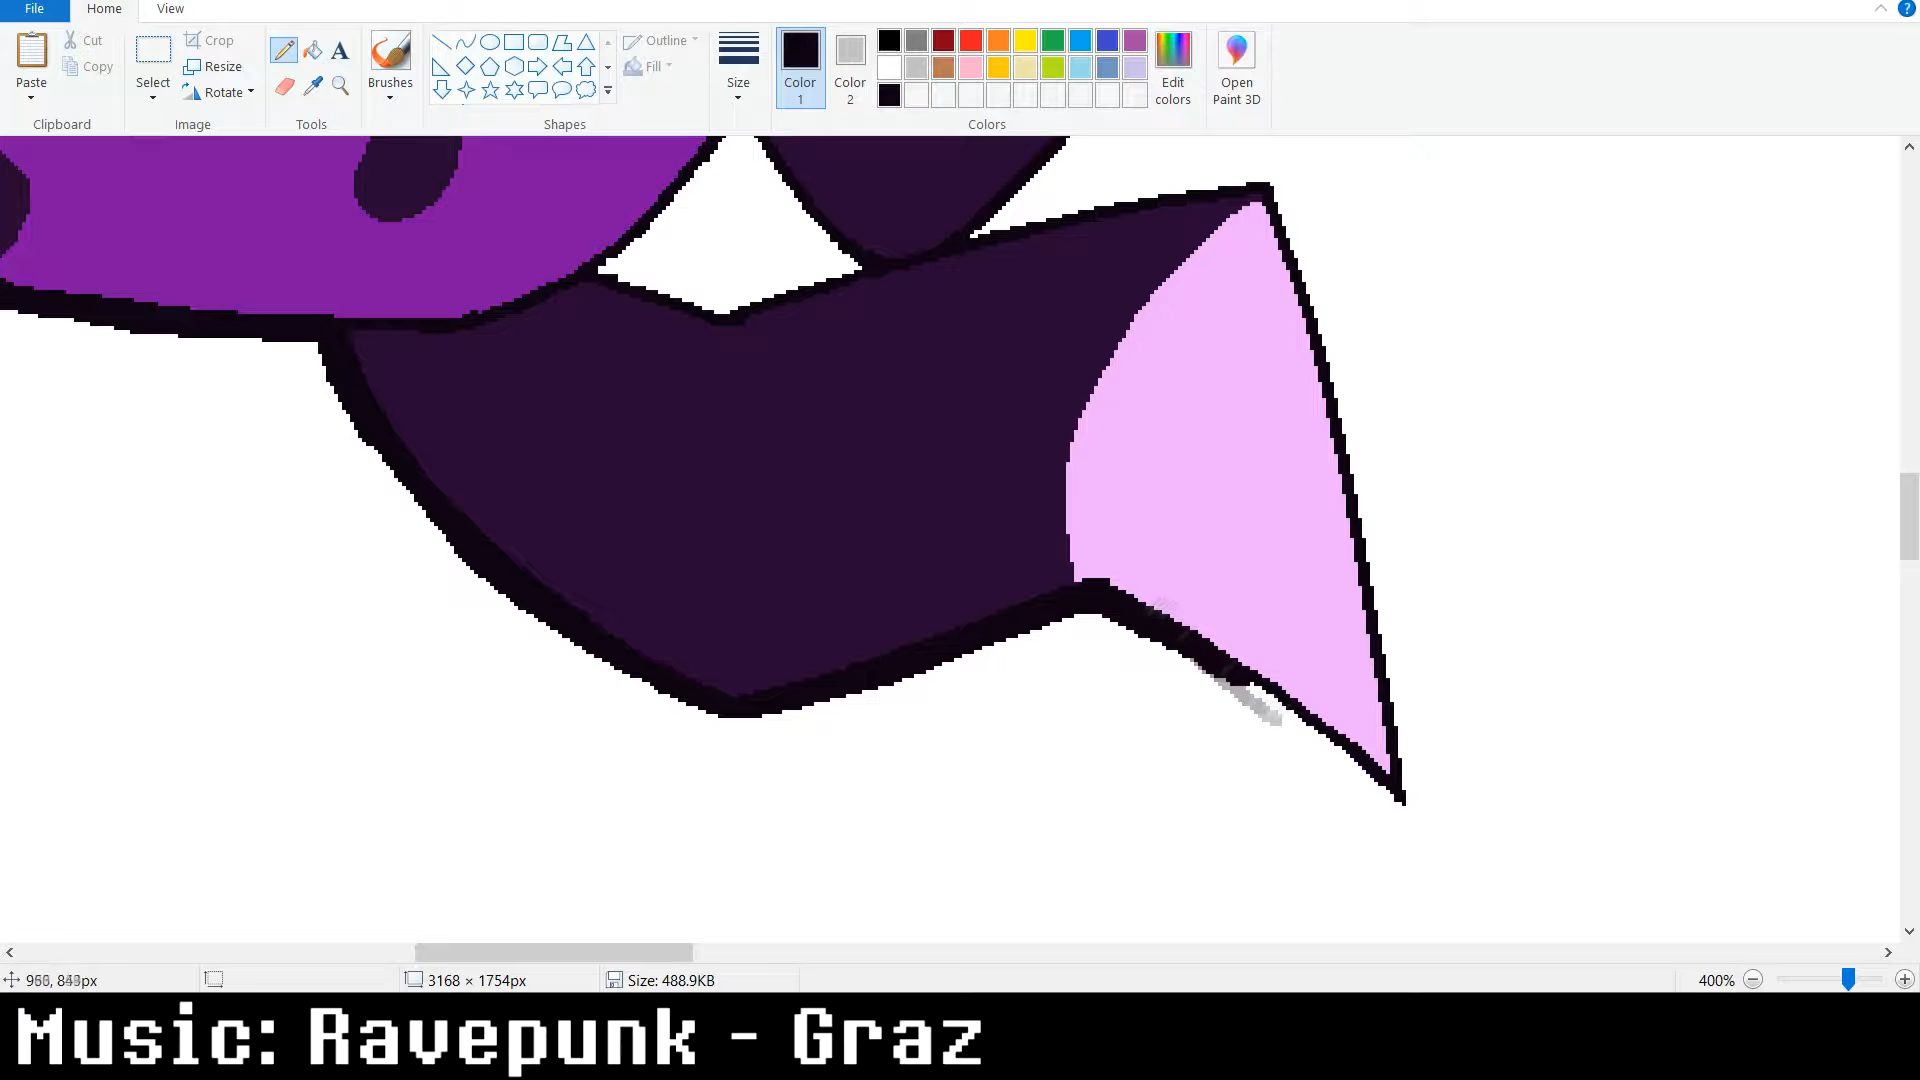 File Home View
Paste Cut Copy Select Crop Resize Rotate A Brushes Outline Fill Size Color 1 Color 2 Edit colors Open Paint 3D
Clipboard Image Tools Shapes Colors
3168 × 1754px Size: 488.9KB 400%
Music: Ravepunk - Graz